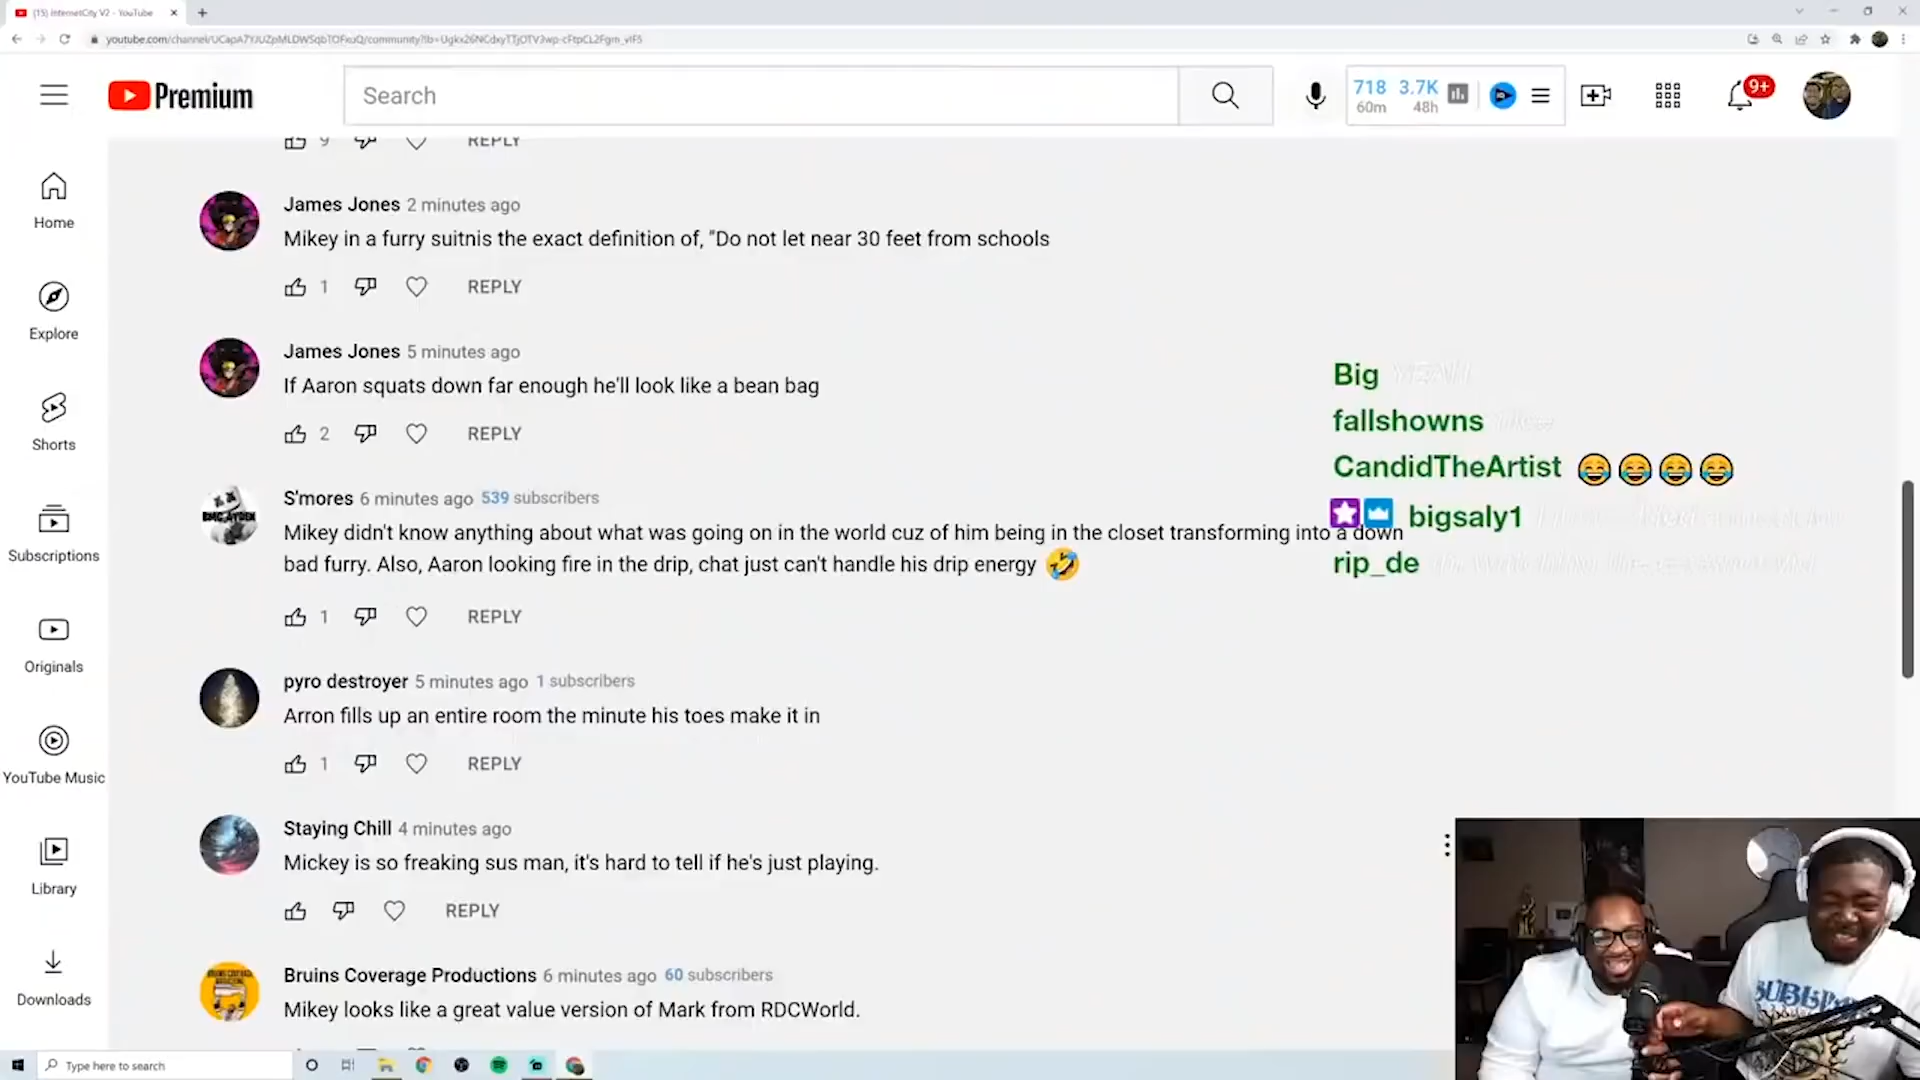 (15) InternetCity V2 - YouTube
Premium
Search
718 3.7K
60m 48h
9+
9 REPLY
Home
Explore
Shorts
Subscriptions
Originals
YouTube Music
Library
Downloads
James Jones 2 minutes ago
Mikey in a furry suitnis the exact definition of, "Do not let near 30 feet from schools
1 REPLY
James Jones 5 minutes ago
If Aaron squats down far enough he'll look like a bean bag
2 REPLY
S'mores 6 minutes ago 539 subscribers
Mikey didn't know anything about what was going on in the world cuz of him being in the closet transforming into a down
bad furry. Also, Aaron looking fire in the drip, chat just can't handle his drip energy 🤣
1 REPLY
pyro destroyer 5 minutes ago 1 subscribers
Arron fills up an entire room the minute his toes make it in
1 REPLY
Staying Chill 4 minutes ago
Mickey is so freaking sus man, it's hard to tell if he's just playing.
REPLY
Bruins Coverage Productions 6 minutes ago 60 subscribers
Mikey looks like a great value version of Mark from RDCWorld.
Big YEAH
fallshowns
CandidTheArtist 😂😂😂😂
bigsaly1
rip_de
Type here to search